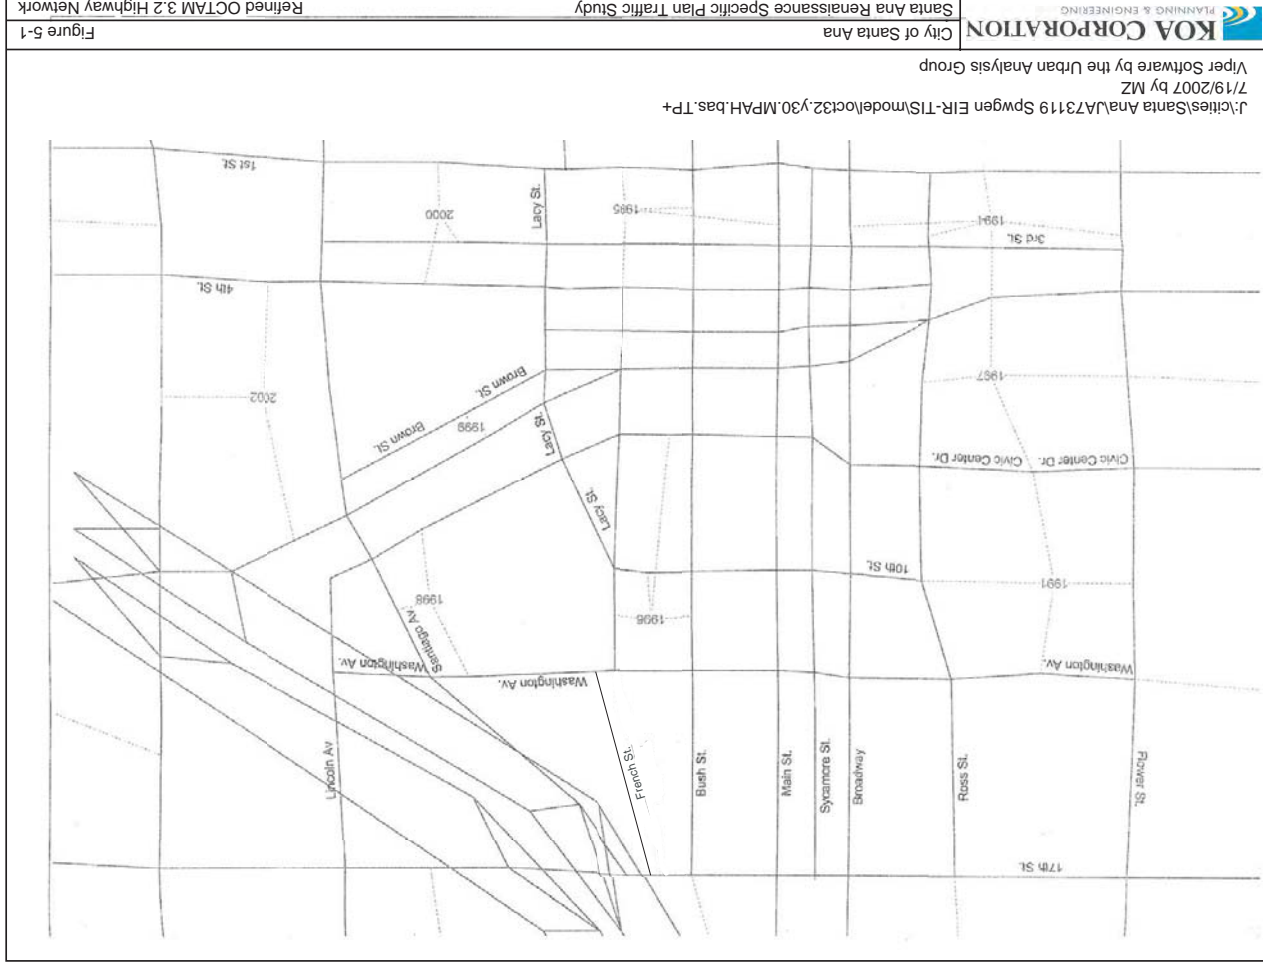 17th St.
Flower St.
Ross St.
Broadway
Sycamore St.
Main St.
Bush St.
French St.
Lincoln Av
Washington Av.
Washington Av.
Washington Av.
Santiago Av
1996
1998
1991
10th St.
Lacy St.
Civic Center Dr.
Civic Center Dr.
Lacy St.
Brown St.
1999
2002
1997
Brown St.
4th St.
3rd St.
1994
1995
Lacy St.
2000
1st St.
J:\cities\Santa Ana\JA73119 Spwgen EIR-TIS\model\oct32.y30.MPAH.bas.TP+
7/19/2007 by MZ
Viper Software by the Urban Analysis Group
KOA CORPORATION
PLANNING & ENGINEERING
City of Santa Ana
Figure 5-1
Santa Ana Renaissance Specific Plan Traffic Study
Refined OCTAM 3.2 Highway Network